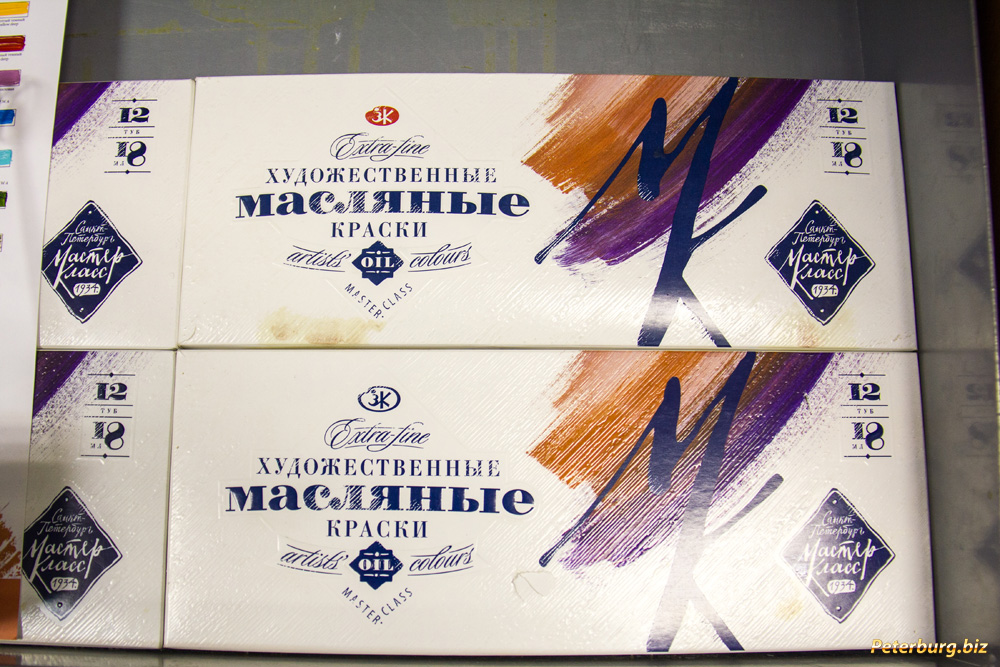 12
ТУБ
18
МЛ
Санкт-
Петербургъ
Мастер
Класс
1934
ЗК
Extra-fine
ХУДОЖЕСТВЕННЫЕ
масляные
КРАСКИ
artists' OIL colours
MASTER-CLASS
МК
12
ТУБ
18
МЛ
Санкт-
Петербургъ
Мастер
Класс
1934
12
ТУБ
18
МЛ
Санкт-
Петербургъ
Мастер
Класс
1934
ЗК
Extra-fine
ХУДОЖЕСТВЕННЫЕ
масляные
КРАСКИ
artists' OIL colours
MASTER-CLASS
МК
12
ТУБ
18
МЛ
Санкт-
Петербургъ
Мастер
Класс
1934
Peterburg.biz